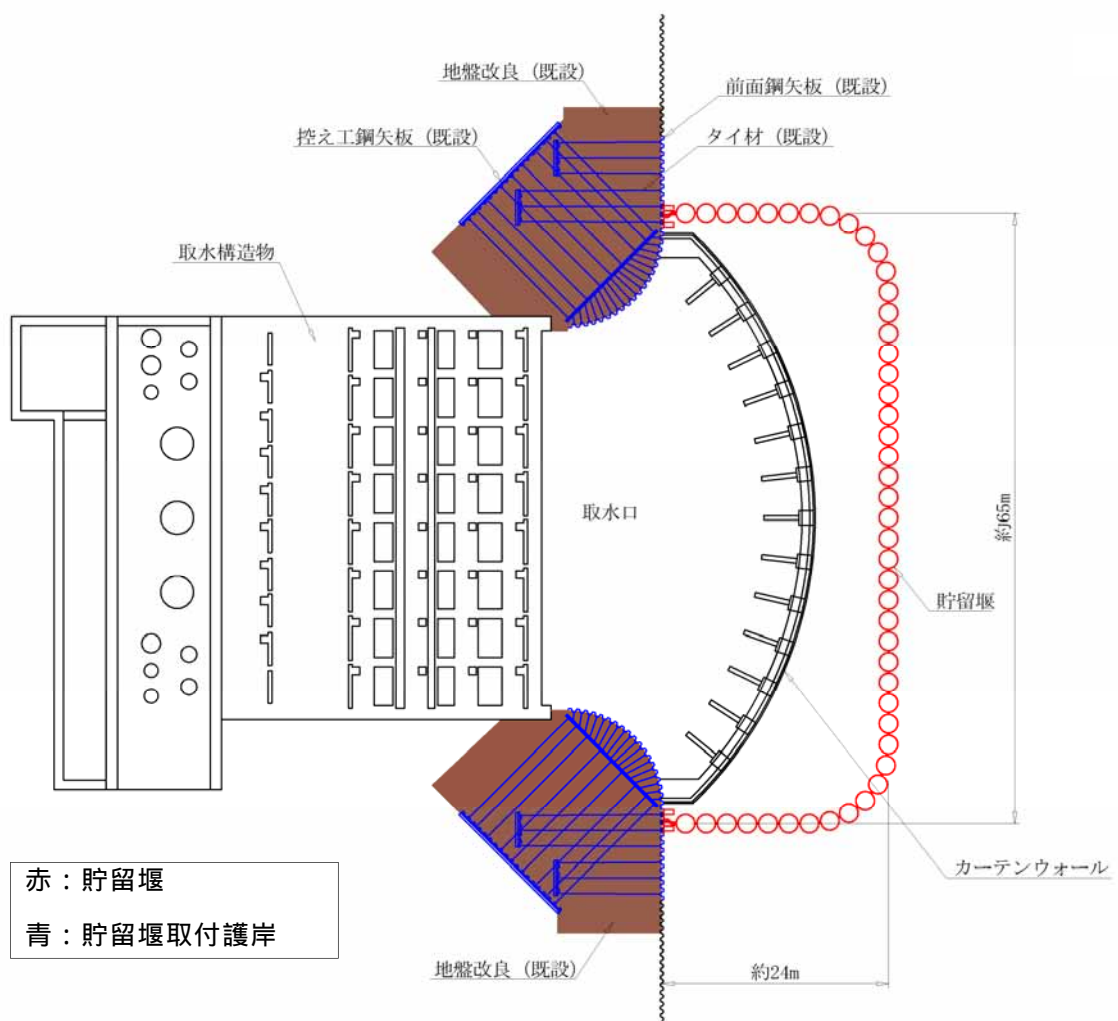 地盤改良 (既設)
前面鋼矢板 (既設)
控え工鋼矢板 (既設)
タイ材 (既設)
取水構造物
取水口
約65m
貯留堰
カーテンウォール
赤：貯留堰
青：貯留堰取付護岸
地盤改良 (既設)
約24m